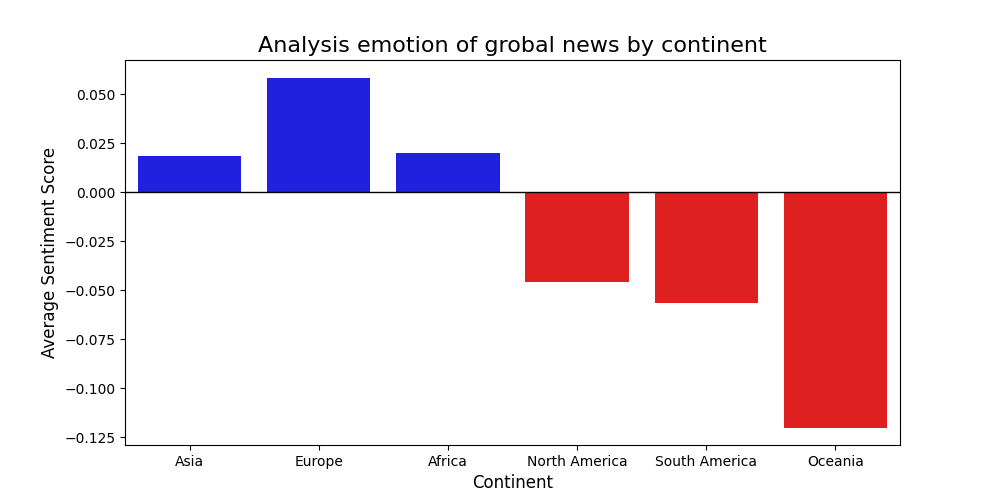 Analysis emotion of grobal news by continent
Average Sentiment Score
0.050
0.025
0.000
−0.025
−0.050
−0.075
−0.100
−0.125
Asia
Europe
Africa
North America
South America
Oceania
Continent